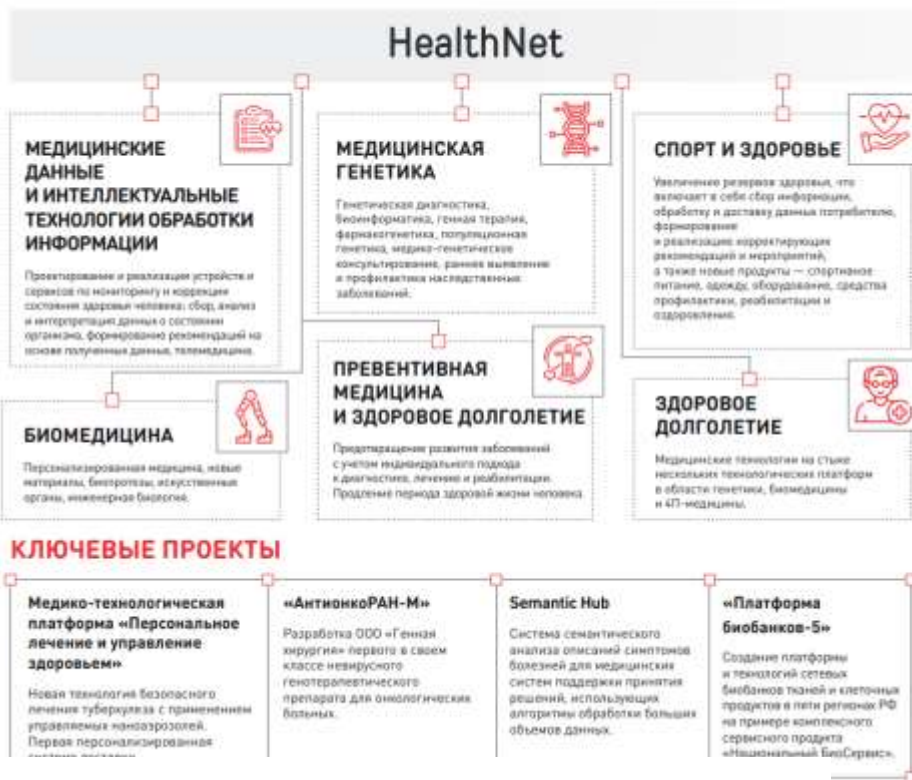 HealthNet
МЕДИЦИНСКИЕ
ДАННЫЕ
И ИНТЕЛЛЕКТУАЛЬНЫЕ
ТЕХНОЛОГИИ ОБРАБОТКИ
ИНФОРМАЦИИ
Проектирование и реализация устройств и
сервисов по мониторингу и коррекции
состояния здоровья человека: сбор, анализ
и интерпретация данных о состоянии
организма, формирование рекомендаций на
основе полученных данных, телемедицина.
МЕДИЦИНСКАЯ
ГЕНЕТИКА
Генетическая диагностика,
биоинформатика, генная терапия,
фармакогенетика, популяционная
генетика, медико-генетическое
консультирование, раннее выявление
и профилактика наследственных
заболеваний.
СПОРТ И ЗДОРОВЬЕ
Увеличение резервов здоровья, что
включает в себя сбор информации,
обработку и доставку данных потребителю,
формирование
и реализацию корректирующих
рекомендаций и мероприятий,
а также новые продукты — спортивное
питание, одежду, оборудование, средства
профилактики, реабилитации и
оздоровления.
БИОМЕДИЦИНА
Персонализированная медицина, новые
материалы, биопротезы, искусственные
органы, инженерная биология.
ПРЕВЕНТИВНАЯ
МЕДИЦИНА
И ЗДОРОВОЕ ДОЛГОЛЕТИЕ
Предотвращение развития заболеваний
с учетом индивидуального подхода
к диагностике, лечению и реабилитации.
Продление периода здоровой жизни человека.
ЗДОРОВОЕ
ДОЛГОЛЕТИЕ
Медицинские технологии на стыке
нескольких технологических платформ
в области генетики, биомедицины
и 4П-медицины.
КЛЮЧЕВЫЕ ПРОЕКТЫ
Медико-технологическая
платформа «Персональное
лечение и управление
здоровьем»
Новая технология безопасного
лечения туберкулеза с применением
управляемых наноаэрозолей.
Первая персонализированная
«АнтионкоРАН-М»
Разработка ООО «Генная
хирургия» первого в своем
классе невирусного
генотерапевтического
препарата для онкологических
больных.
Semantic Hub
Система семантического
анализа описаний симптомов
болезней для медицинских
систем поддержки принятия
решений, использующих
алгоритмы обработки больших
объемов данных.
«Платформа
биобанков-5»
Создание платформы
и технологий сетевых
биобанков тканей и клеточных
продуктов в пяти регионах РФ
на примере комплексного
сервисного продукта
«Национальный БиоСервис».